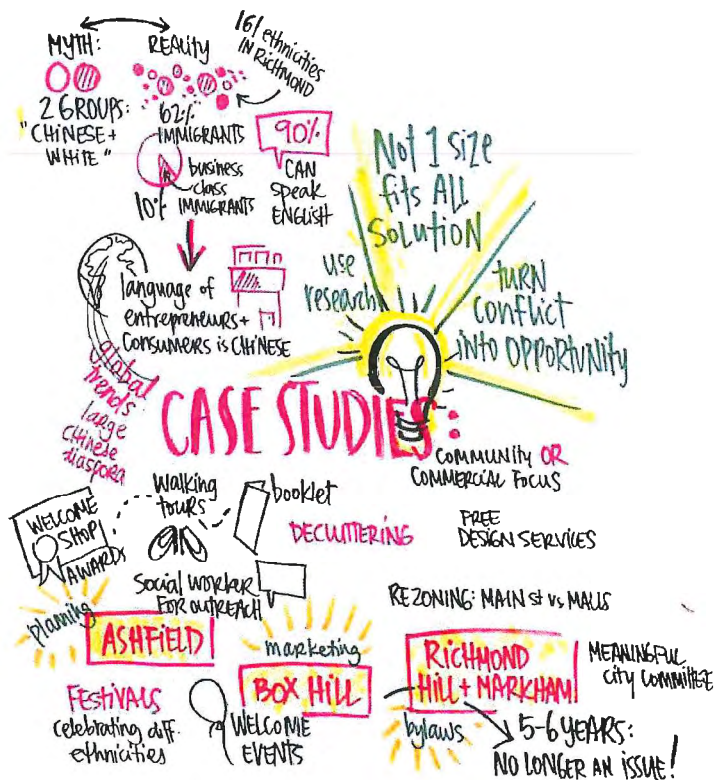 MYTH:
REALITY
161 ethnicities
IN RICHMOND
2 GROUPS:
"CHINESE +
WHITE"
62%
IMMIGRANTS
90%
CAN
speak
ENGLISH
business
class
10% IMMIGRANTS
language of
entrepreneurs +
consumers is CHINESE
global
trends:
large
chinese
diaspora
Not 1 size
fits ALL
SOLUTION
use
research
TURN
CONFLICT
INTO OPPORTUNITY
CASE STUDIES:
COMMUNITY OR
COMMERCIAL FOCUS
WELCOME
SHOP
AWARDS
Walking
tours
booklet
DECLUTTERING
FREE
DESIGN SERVICES
Social worker
FOR OUTREACH
REZONING: MAIN St vs MALLS
planning
ASHFIELD
marketing
BOX HILL
RICHMOND
HILL + MARKHAM
MEANINGFUL
City COMMITTEE
FESTIVALS
celebrating diff.
ethnicities
WELCOME
EVENTS
bylaws
5-6 YEARS:
NO LONGER AN ISSUE!